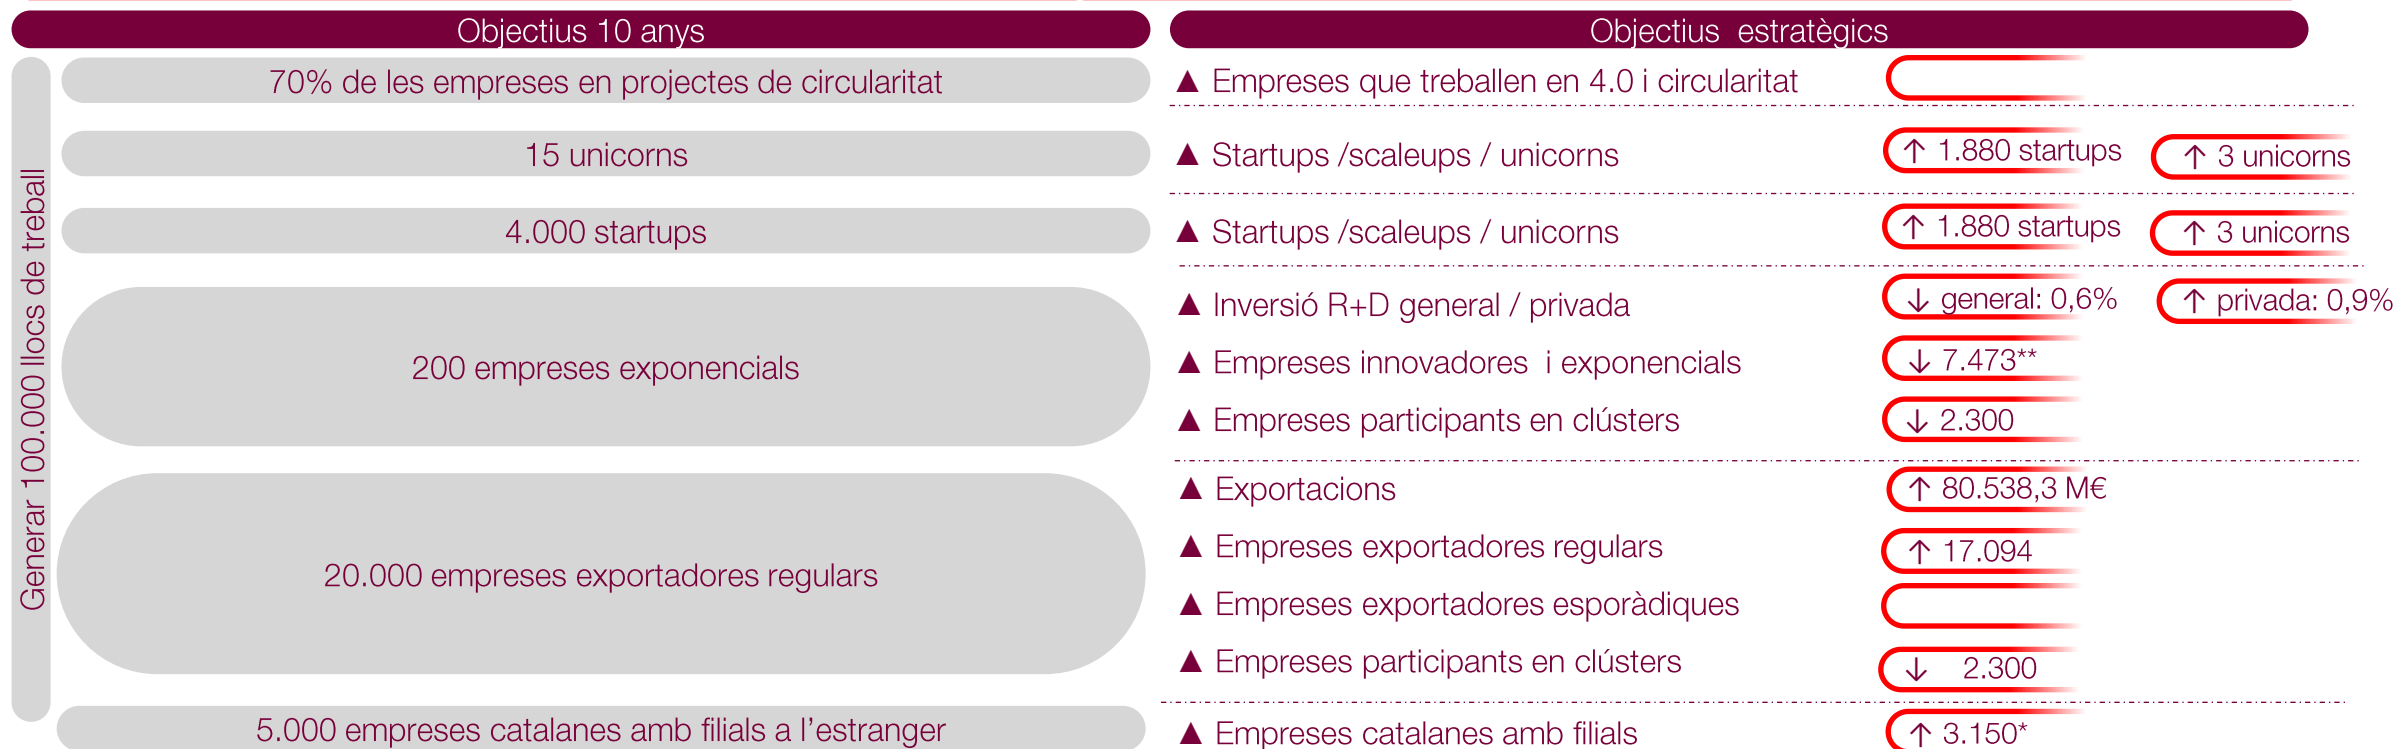 Objectius 10 anys
Objectius estratègics
Generar 100.000 llocs de treball
70% de les empreses en projectes de circularitat
▲ Empreses que treballen en 4.0 i circularitat
15 unicorns
▲ Startups /scaleups / unicorns ↑ 1.880 startups ↑ 3 unicorns
4.000 startups
▲ Startups /scaleups / unicorns ↑ 1.880 startups ↑ 3 unicorns
200 empreses exponencials
▲ Inversió R+D general / privada ↓ general: 0,6% ↑ privada: 0,9%
▲ Empreses innovadores i exponencials ↓ 7.473**
▲ Empreses participants en clústers ↓ 2.300
20.000 empreses exportadores regulars
▲ Exportacions ↑ 80.538,3 M€
▲ Empreses exportadores regulars ↑ 17.094
▲ Empreses exportadores esporàdiques
▲ Empreses participants en clústers ↓ 2.300
5.000 empreses catalanes amb filials a l’estranger
▲ Empreses catalanes amb filials ↑ 3.150*